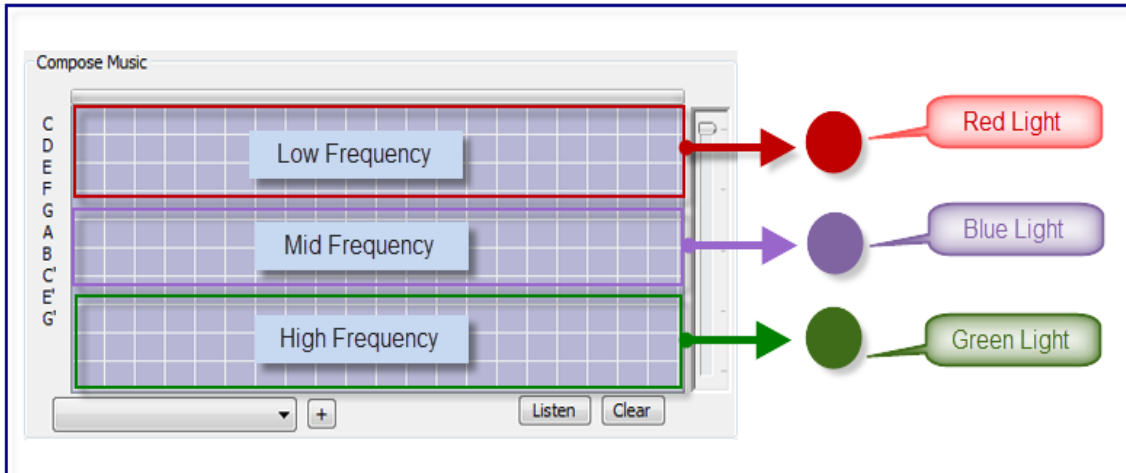 Compose Music
C
D
E
F
G
A
B
C'
E'
G'
Low Frequency
Mid Frequency
High Frequency
Red Light
Blue Light
Green Light
+
Listen
Clear